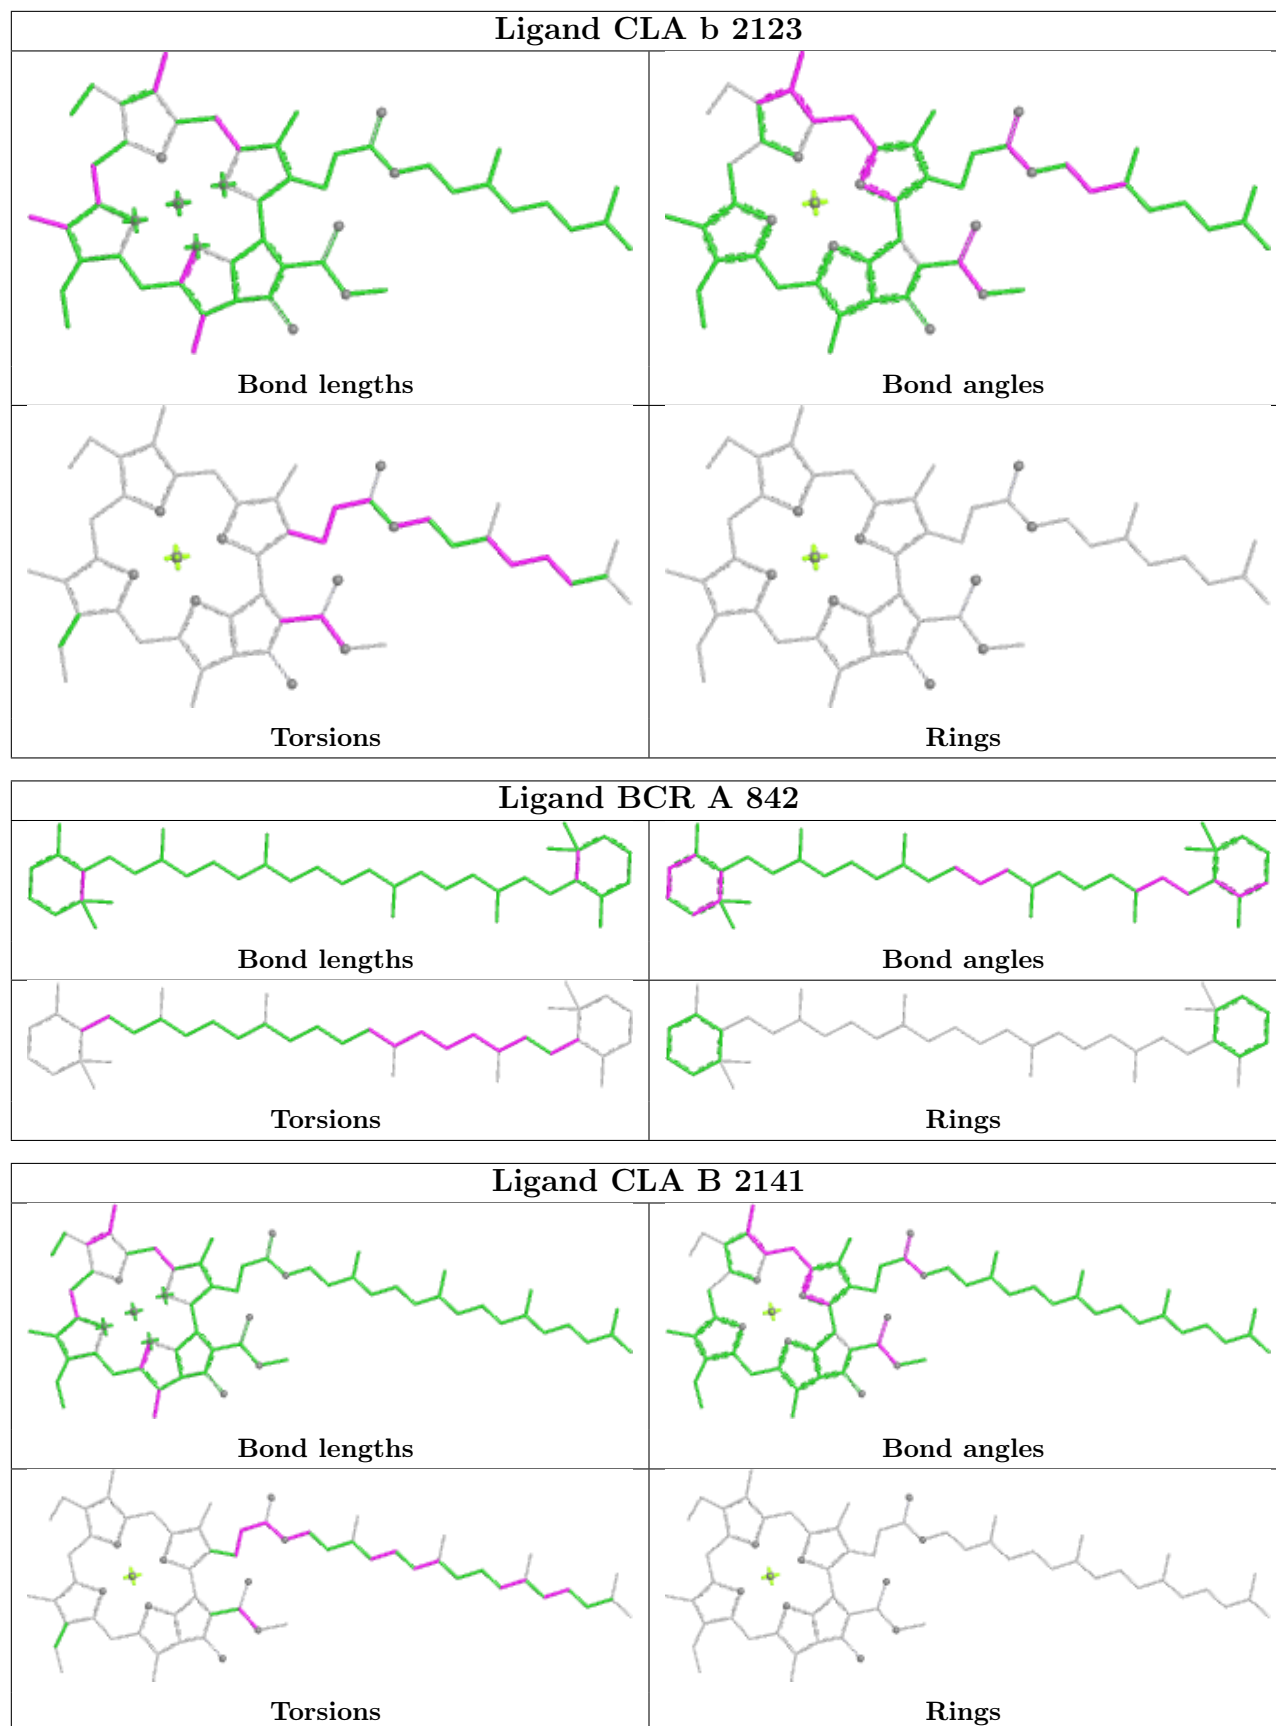 Ligand CLA b 2123
Bond lengths
Bond angles
Torsions
Rings
Ligand BCR A 842
Bond lengths
Bond angles
Torsions
Rings
Ligand CLA B 2141
Bond lengths
Bond angles
Torsions
Rings